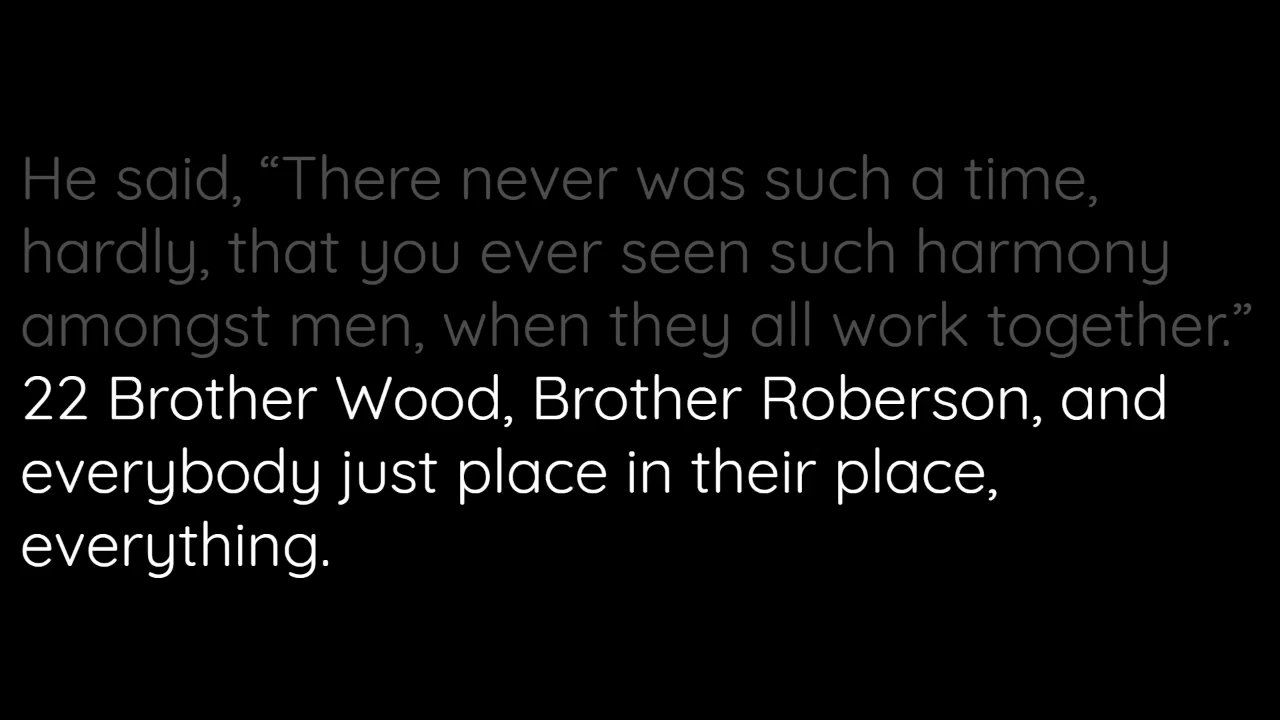 He said, “There never was such a time,
hardly, that you ever seen such harmony
amongst men, when they all work together.”
22 Brother Wood, Brother Roberson, and
everybody just place in their place,
everything.